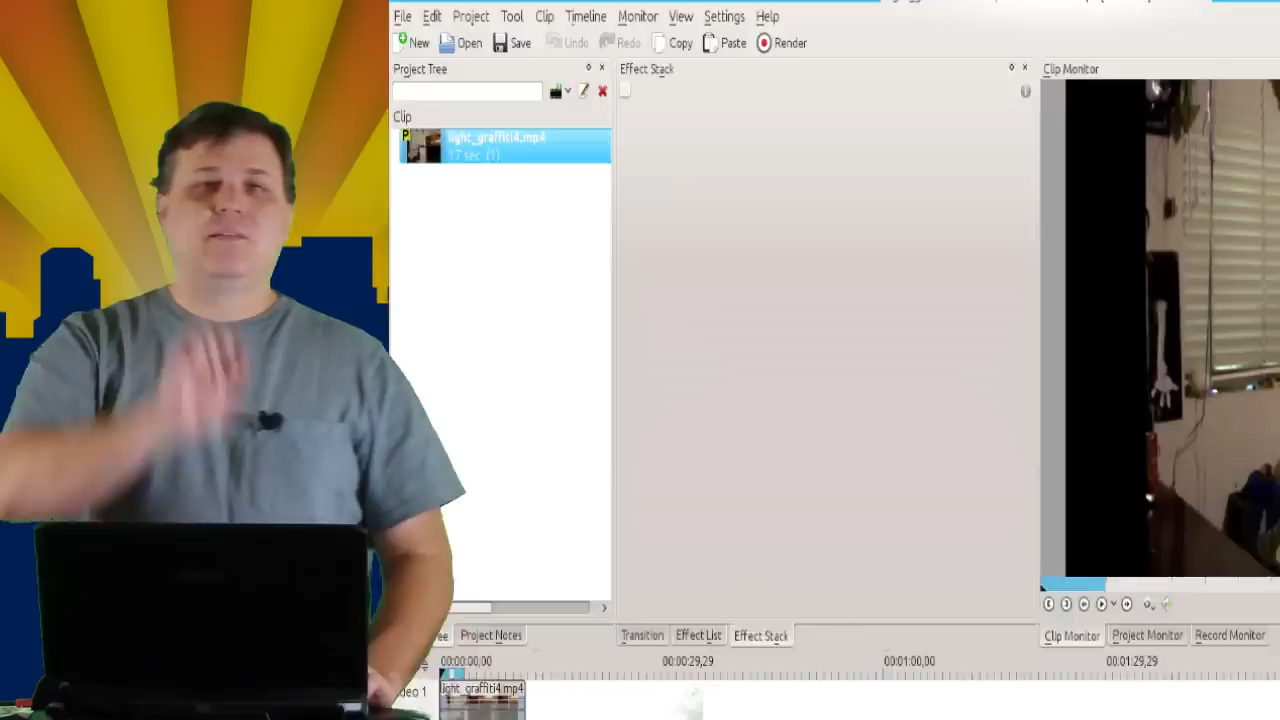 File Edit Project Tool Clip Timeline Monitor View Settings Help
New Open Save Undo Redo Copy Paste Render
Project Tree Effect Stack Clip Monitor
Clip
light_graffiti4.mp4
17 sec (1)
Project Notes Transition Effect List Effect Stack Clip Monitor Project Monitor Record Monitor
00:00:00,00 00:00:29,29 00:01:00,00 00:01:29,29
light_graffiti4.mp4